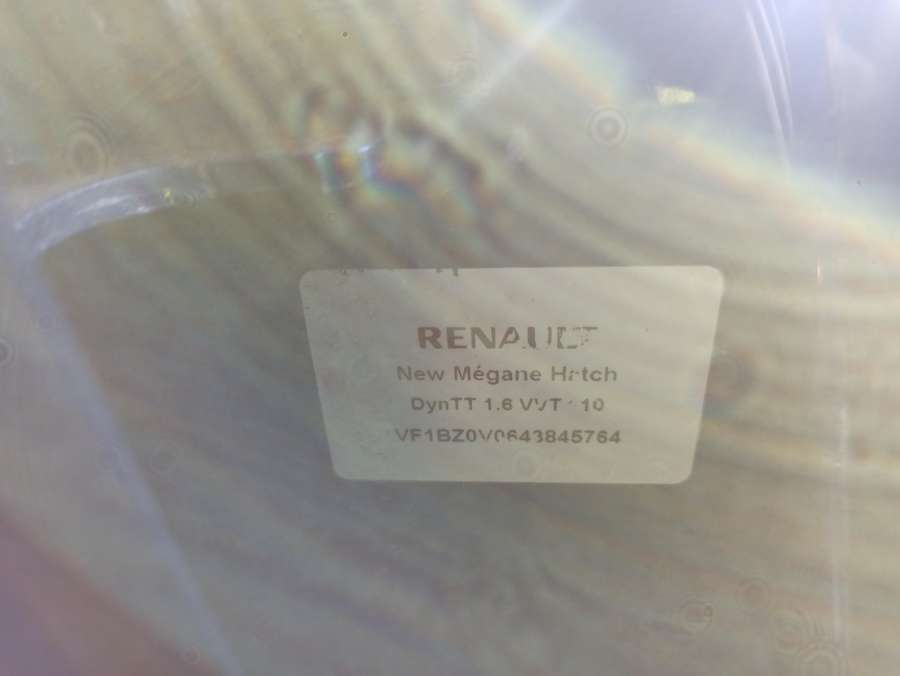 RENAULT
New Mégane Hatch
DynTT 1.6 VVT 110
VF1BZ0V0643845764